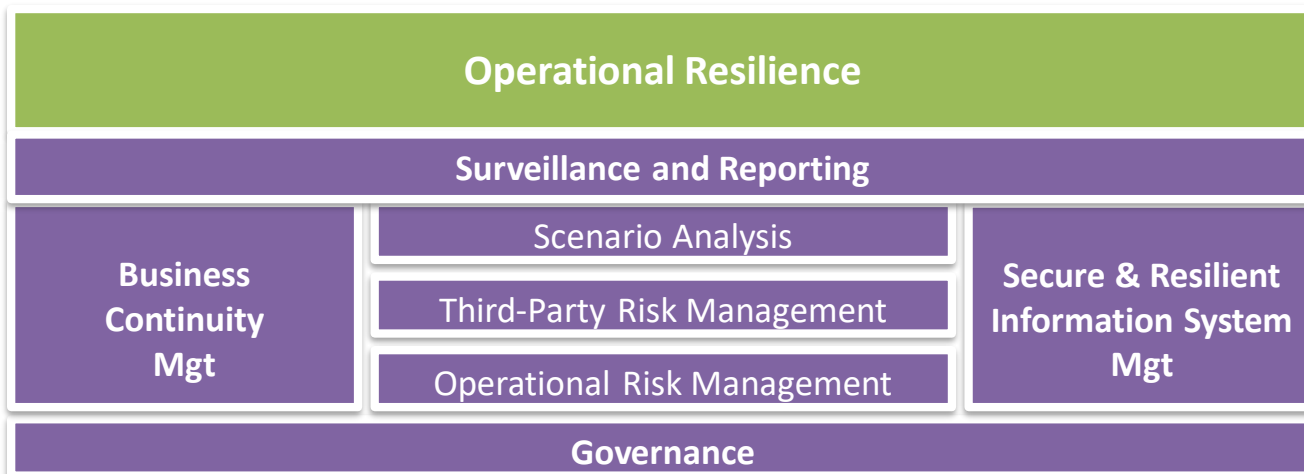 Operational Resilience
Surveillance and Reporting
Business
Continuity
Mgt
Scenario Analysis
Third-Party Risk Management
Operational Risk Management
Secure & Resilient
Information System
Mgt
Governance